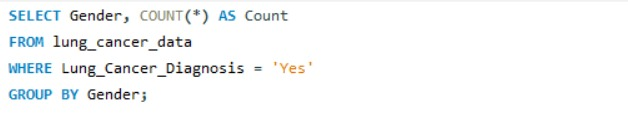 SELECT Gender, COUNT(*) AS Count
FROM lung_cancer_data
WHERE Lung_Cancer_Diagnosis = 'Yes'
GROUP BY Gender;